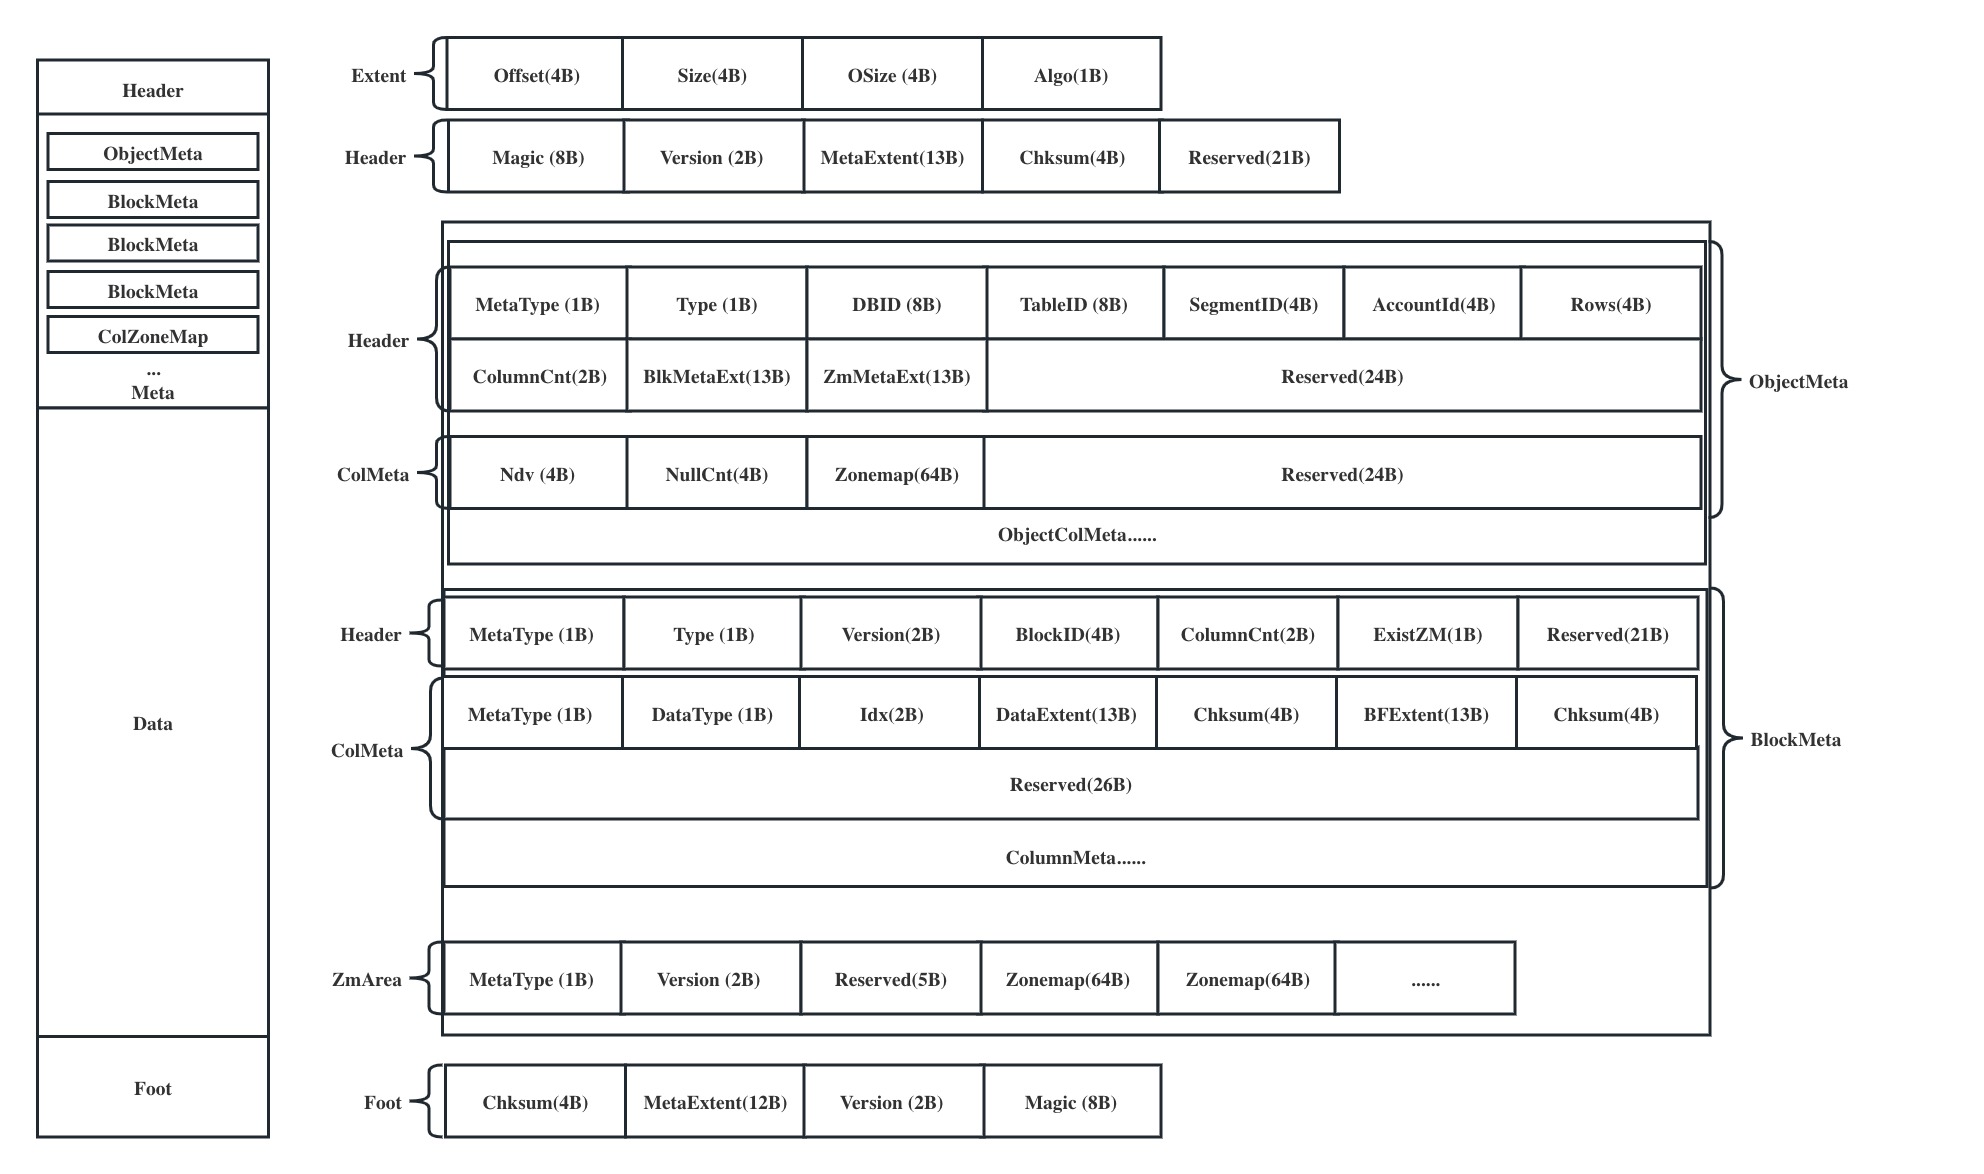 Header
ObjectMeta
BlockMeta
BlockMeta
BlockMeta
ColZoneMap
...
Meta
Data
Foot
Extent Offset(4B) Size(4B) OSize (4B) Algo(1B)
Header Magic (8B) Version (2B) MetaExtent(13B) Chksum(4B) Reserved(21B)
Header
MetaType (1B) Type (1B) DBID (8B) TableID (8B) SegmentID(4B) AccountId(4B) Rows(4B)
ColumnCnt(2B) BlkMetaExt(13B) ZmMetaExt(13B) Reserved(24B)
ObjectMeta
ColMeta Ndv (4B) NullCnt(4B) Zonemap(64B) Reserved(24B)
ObjectColMeta......
Header MetaType (1B) Type (1B) Version(2B) BlockID(4B) ColumnCnt(2B) ExistZM(1B) Reserved(21B)
ColMeta
MetaType (1B) DataType (1B) Idx(2B) DataExtent(13B) Chksum(4B) BFExtent(13B) Chksum(4B)
BlockMeta
Reserved(26B)
ColumnMeta......
ZmArea MetaType (1B) Version (2B) Reserved(5B) Zonemap(64B) Zonemap(64B) ......
Foot Chksum(4B) MetaExtent(12B) Version (2B) Magic (8B)